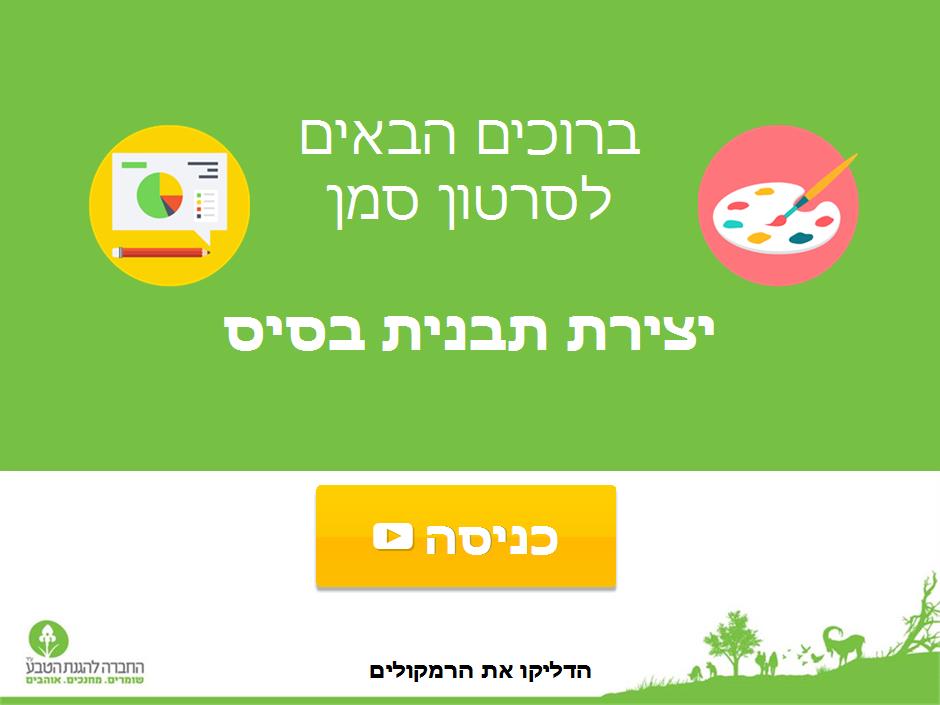 ברוכים הבאים
לסרטון סמן
יצירת תבנית בסיס
כניסה
הדליקו את הרמקולים
החברה להגנת הטבע
שומרים. מחנכים. אוהבים.